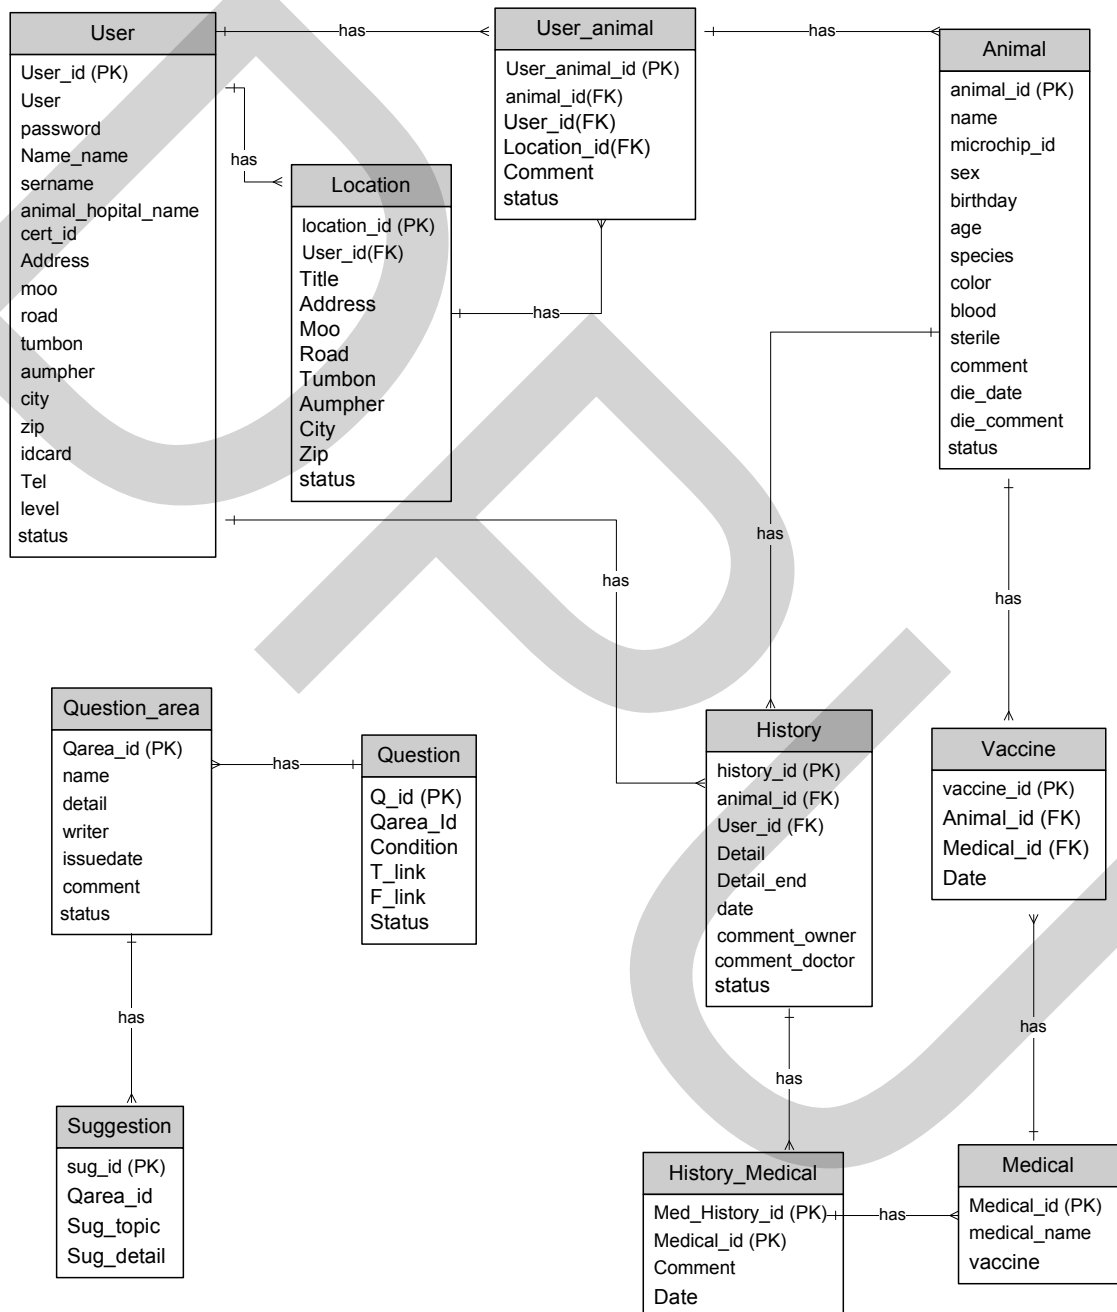 User
User_id (PK)
User
password
Name_name
sername
animal_hopital_name
cert_id
Address
moo
road
tumbon
aumpher
city
zip
idcard
Tel
level
status
has
has
Location
location_id (PK)
User_id(FK)
Title
Address
Moo
Road
Tumbon
Aumpher
City
Zip
status
User_animal
User_animal_id (PK)
animal_id(FK)
User_id(FK)
Location_id(FK)
Comment
status
has
has
Animal
animal_id (PK)
name
microchip_id
sex
birthday
age
species
color
blood
sterile
comment
die_date
die_comment
status
has
has
has
Question_area
Qarea_id (PK)
name
detail
writer
issuedate
comment
status
has
Question
Q_id (PK)
Qarea_Id
Condition
T_link
F_link
Status
has
Suggestion
sug_id (PK)
Qarea_id
Sug_topic
Sug_detail
History
history_id (PK)
animal_id (FK)
User_id (FK)
Detail
Detail_end
date
comment_owner
comment_doctor
status
Vaccine
vaccine_id (PK)
Animal_id (FK)
Medical_id (FK)
Date
has
has
History_Medical
Med_History_id (PK)
Medical_id (PK)
Comment
Date
has
Medical
Medical_id (PK)
medical_name
vaccine
DPU